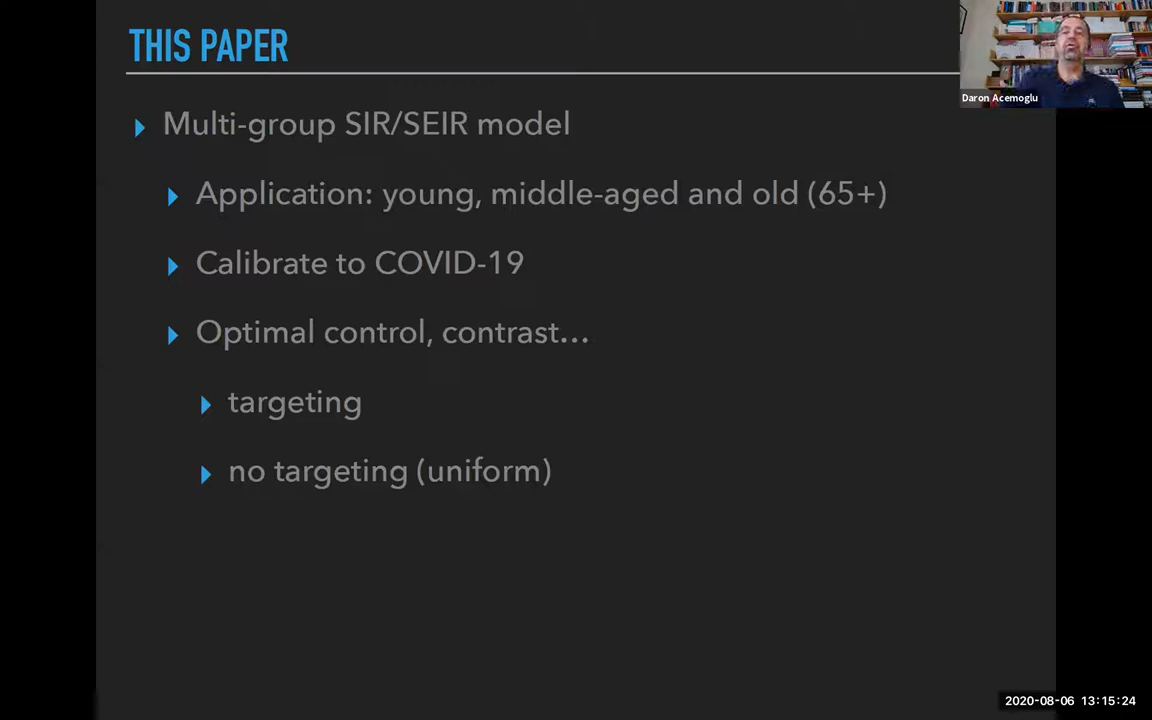 THIS PAPER
Daron Acemoglu
Multi-group SIR/SEIR model
Application: young, middle-aged and old (65+)
Calibrate to COVID-19
Optimal control, contrast…
targeting
no targeting (uniform)
2020-08-06 13:15:24